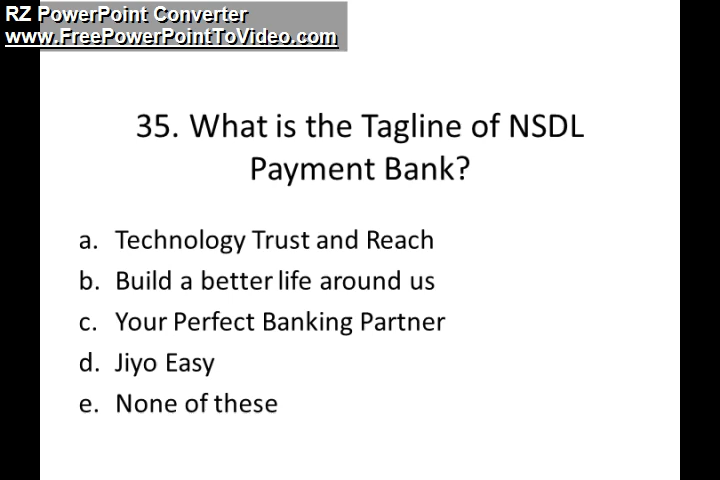 RZ PowerPoint Converter
www.FreePowerPointToVideo.com
35. What is the Tagline of NSDL
Payment Bank?
a. Technology Trust and Reach
b. Build a better life around us
c. Your Perfect Banking Partner
d. Jiyo Easy
e. None of these